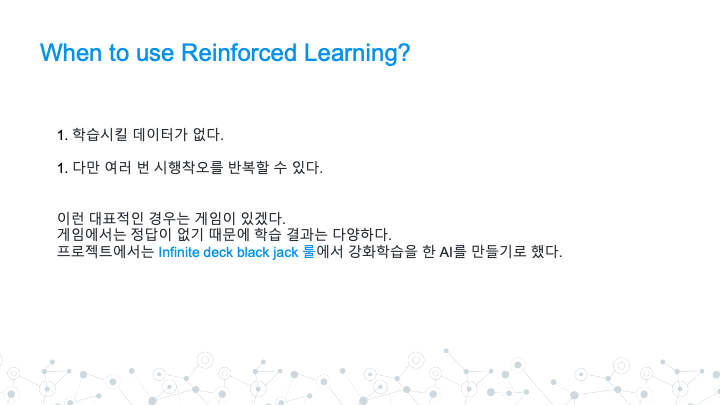 When to use Reinforced Learning?
1. 학습시킬 데이터가 없다.
1. 다만 여러 번 시행착오를 반복할 수 있다.
이런 대표적인 경우는 게임이 있겠다.
게임에서는 정답이 없기 때문에 학습 결과는 다양하다.
프로젝트에서는 Infinite deck black jack 룰에서 강화학습을 한 AI를 만들기로 했다.